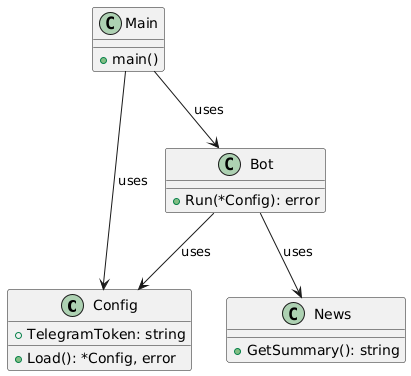 C Main
main()
uses
C Bot
Run(*Config): error
uses
uses
uses
C Config
TelegramToken: string
Load(): *Config, error
C News
GetSummary(): string